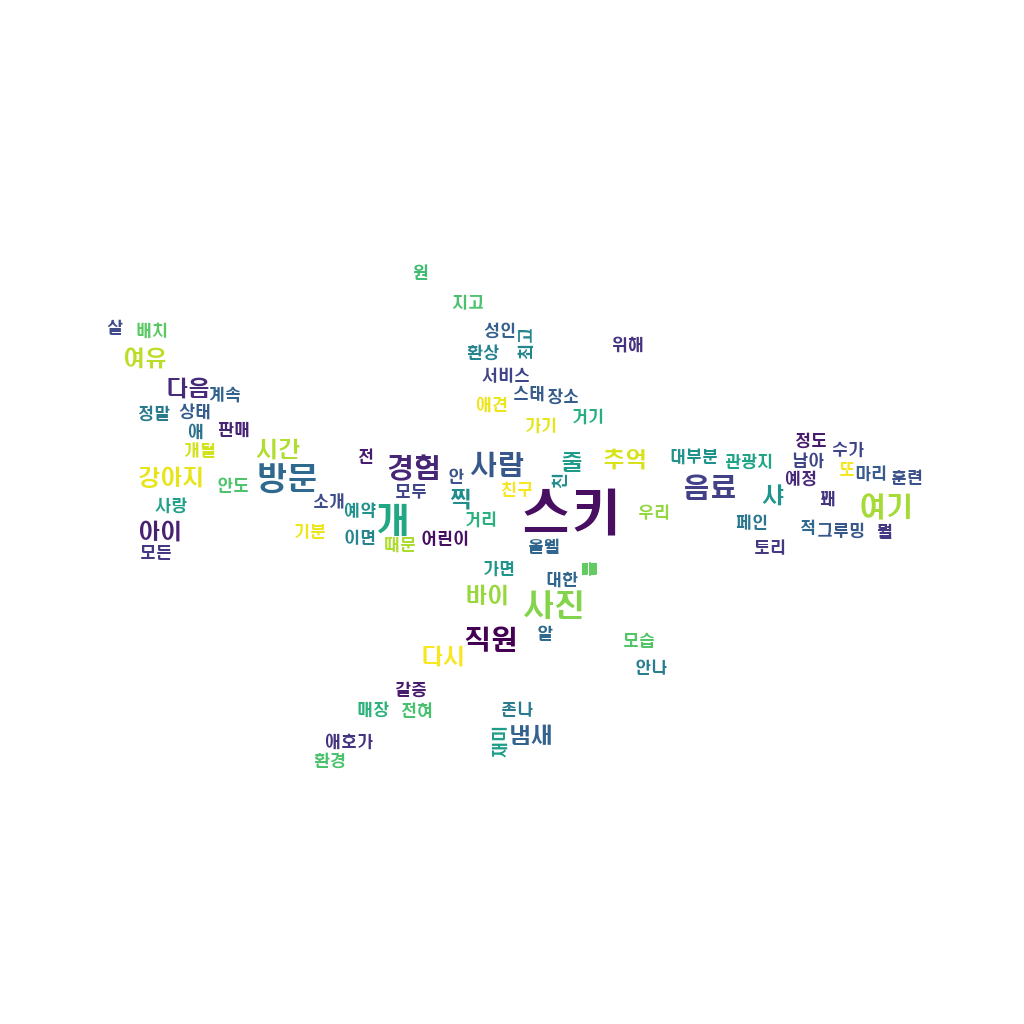 원
지고
살
배치
성인
최고
위해
환상
여유
서비스
다음
계속
스태
장소
애견
정말
상태
거기
가기
애
판매
정도
개털
시간
수가
전
경험
사람
줄
추억
대부분
관광지
남아
또
마리
훈련
강아지
방문
안
예정
친
안도
모두
찍
친구
음료
샤
꽤
소개
사랑
예약
여기
개
거리
스키
우리
페인
적
그루밍
뭘
아이
기분
이면
때문
어린이
울웰
토리
모든
가면
대한
바이
사진
직원
알
모습
다시
안나
갈증
매장
전혀
존나
재미
냄새
애호가
환경